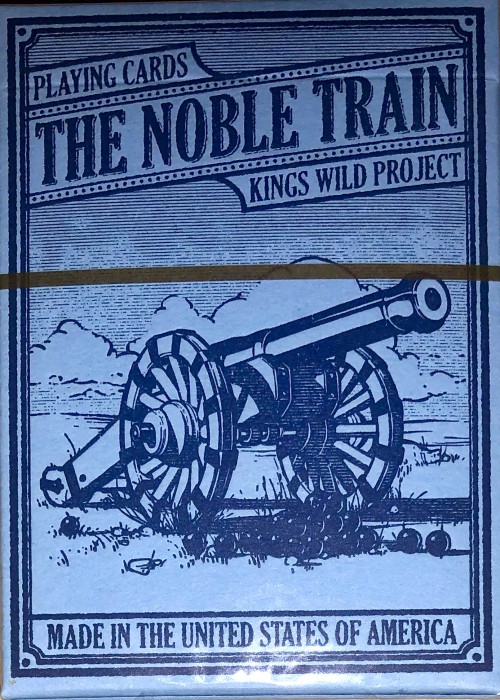 PLAYING CARDS
THE NOBLE TRAIN
KINGS WILD PROJECT
MADE IN THE UNITED STATES OF AMERICA